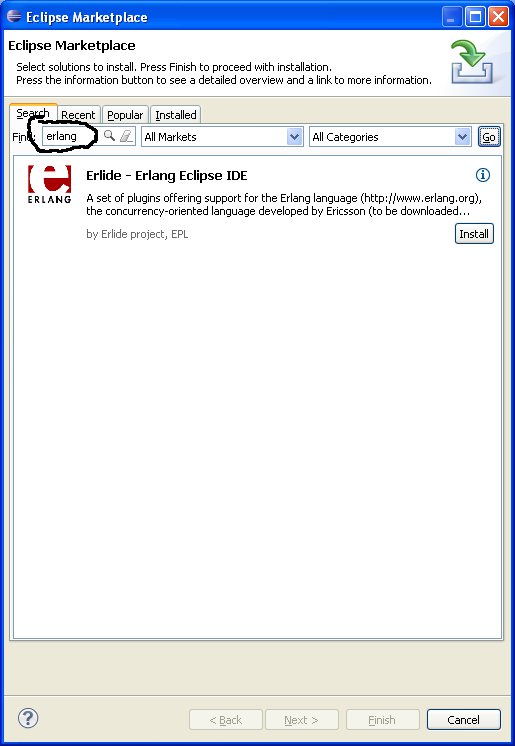 Eclipse Marketplace
Eclipse Marketplace
Select solutions to install. Press Finish to proceed with installation.
Press the information button to see a detailed overview and a link to more information.
Search Recent Popular Installed
Find: erlang All Markets All Categories Go
e
ERLANG
Erlide - Erlang Eclipse IDE
A set of plugins offering support for the Erlang language (http://www.erlang.org),
the concurrency-oriented language developed by Ericsson (to be downloaded...
by Erlide project, EPL
Install
< Back Next > Finish Cancel